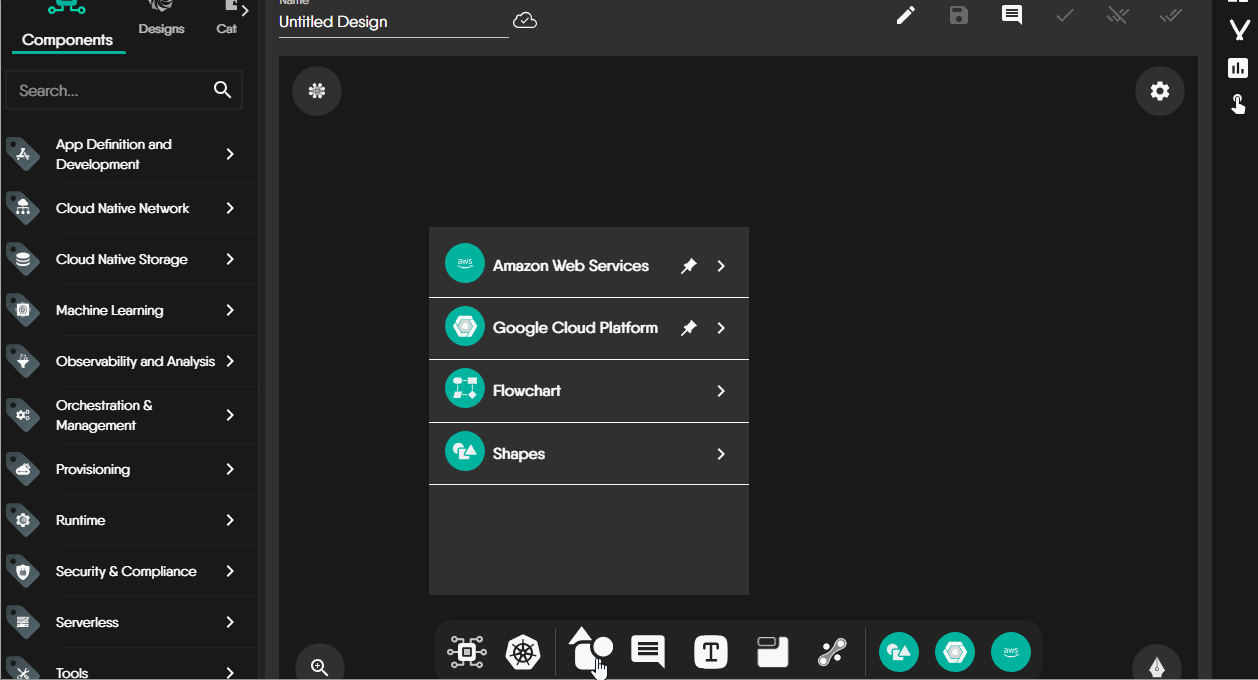 Name
Untitled Design
Components
Designs
Cat
Search...
App Definition and
Development
Cloud Native Network
Cloud Native Storage
Machine Learning
Observability and Analysis
Orchestration &
Management
Provisioning
Runtime
Security & Compliance
Serverless
Tools
aws
Amazon Web Services
Google Cloud Platform
Flowchart
Shapes
T
aws